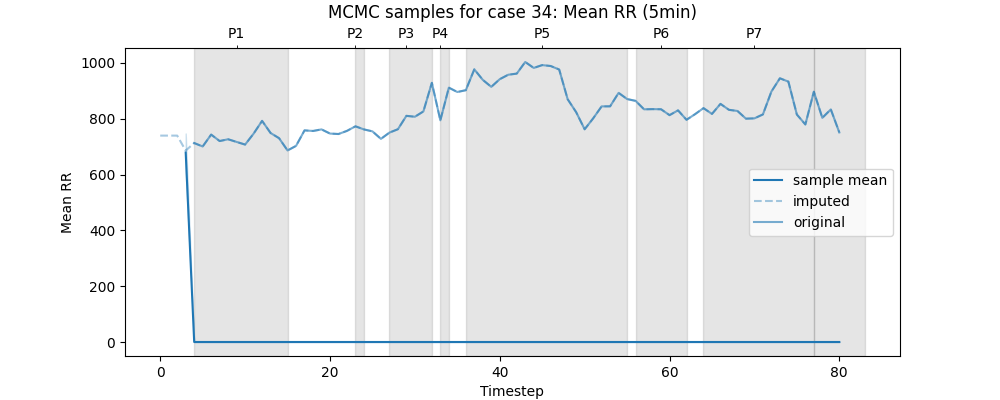 MCMC samples for case 34: Mean RR (5min)
P1 P2 P3 P4 P5 P6 P7
1000
800
600
400
200
0
Mean RR
sample mean
imputed
original
0 20 40 60 80
Timestep